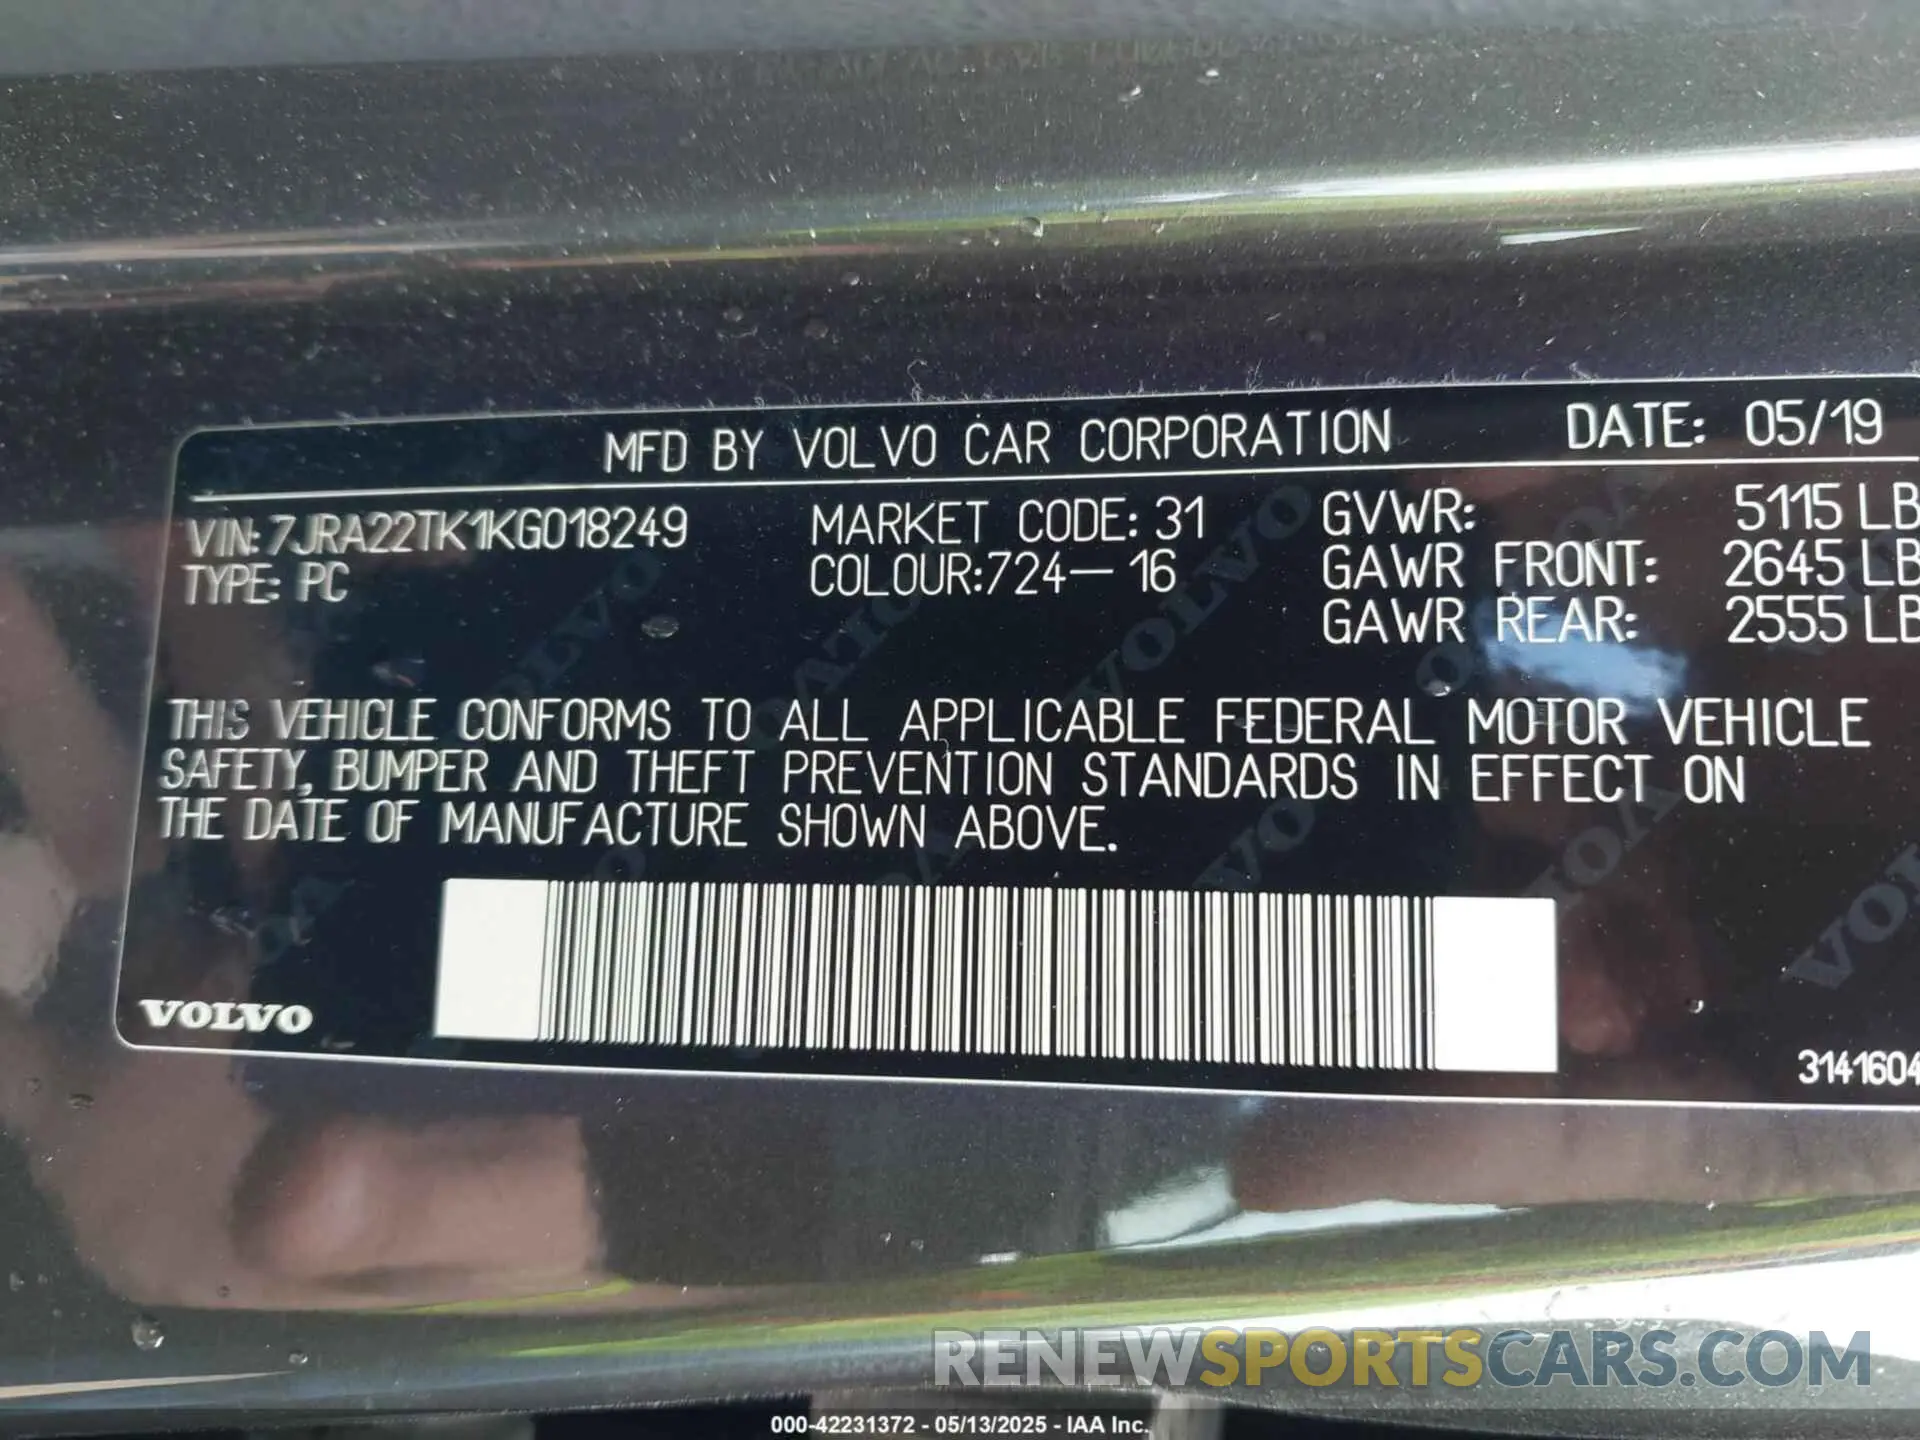 MFD BY VOLVO CAR CORPORATION DATE: 05/19
VIN: 7JRA22TK1KG018249 MARKET CODE: 31 GVWR: 5115 LB
TYPE: PC COLOUR:724-16 GAWR FRONT: 2645 LB
GAWR REAR: 2555 LB
THIS VEHICLE CONFORMS TO ALL APPLICABLE FEDERAL MOTOR VEHICLE
SAFETY, BUMPER AND THEFT PREVENTION STANDARDS IN EFFECT ON
THE DATE OF MANUFACTURE SHOWN ABOVE.
VOLVO
3141604
RENEWSPORTSCARS.COM
000-42231372 - 05/13/2025 - IAA Inc.